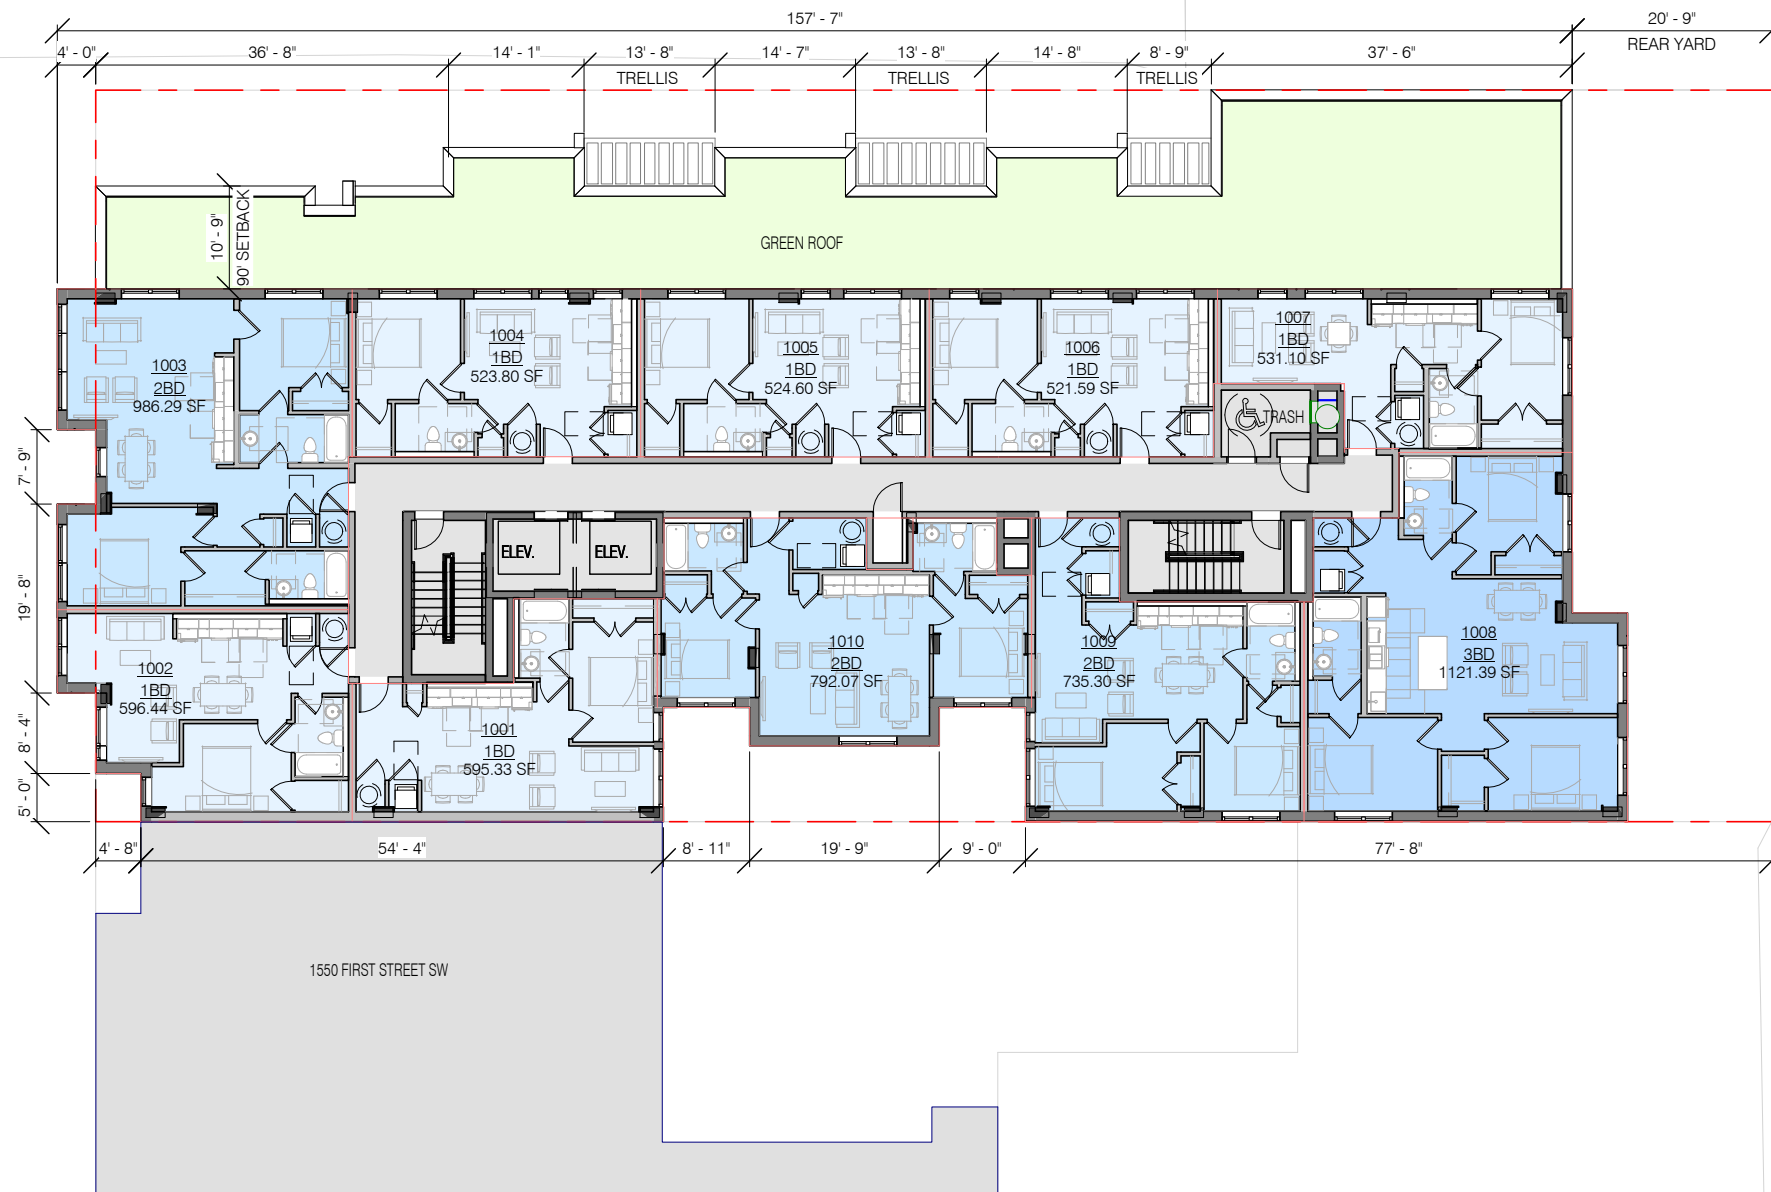 157' - 7"
20' - 9"
REAR YARD
4' - 0"
36' - 8"
14' - 1"
13' - 8"
14' - 7"
13' - 8"
14' - 8"
8' - 9"
37' - 6"
TRELLIS
TRELLIS
TRELLIS
10' - 9"
90' SETBACK
GREEN ROOF
1003
2BD
986.29 SF
1004
1BD
523.80 SF
1005
1BD
524.60 SF
1006
1BD
521.59 SF
1007
1BD
531.10 SF
TRASH
7' - 9"
19' - 8"
8' - 4"
5' - 0"
ELEV.
ELEV.
1002
1BD
596.44 SF
1001
1BD
595.33 SF
1010
2BD
792.07 SF
1009
2BD
735.30 SF
1008
3BD
1121.39 SF
4' - 8"
54' - 4"
8' - 11"
19' - 9"
9' - 0"
77' - 8"
1550 FIRST STREET SW